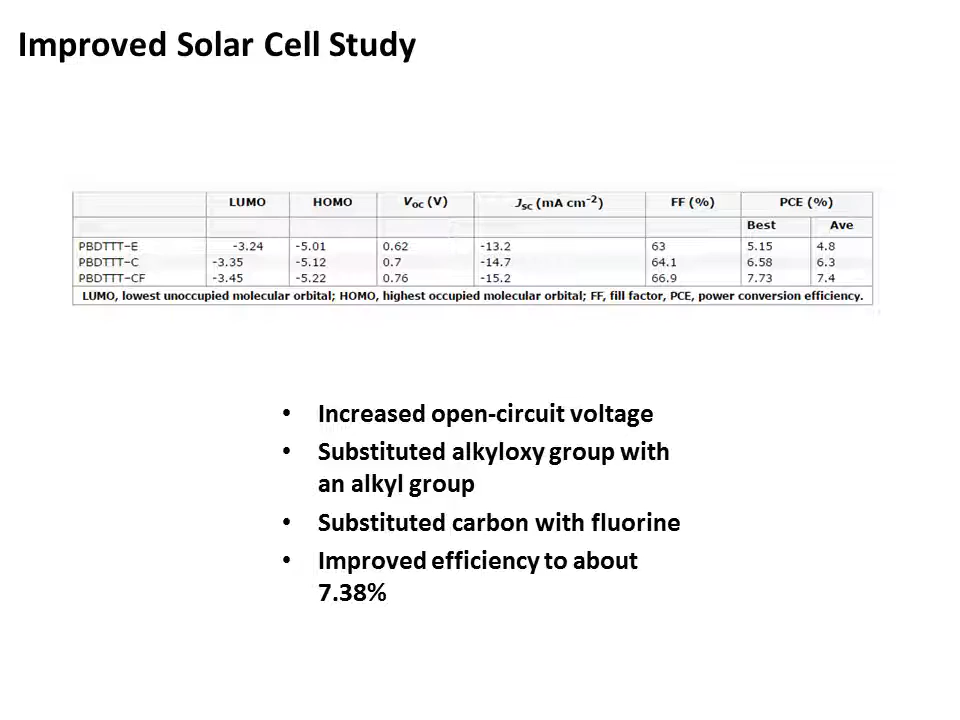 Improved Solar Cell Study
LUMO HOMO Voc (V) Jsc (mA cm−2) FF (%) PCE (%)
Best Ave
PBDTTT–E -3.24 -5.01 0.62 -13.2 63 5.15 4.8
PBDTTT–C -3.35 -5.12 0.7 -14.7 64.1 6.58 6.3
PBDTTT–CF -3.45 -5.22 0.76 -15.2 66.9 7.73 7.4
LUMO, lowest unoccupied molecular orbital; HOMO, highest occupied molecular orbital; FF, fill factor, PCE, power conversion efficiency.
• Increased open-circuit voltage
• Substituted alkyloxy group with
an alkyl group
• Substituted carbon with fluorine
• Improved efficiency to about
7.38%